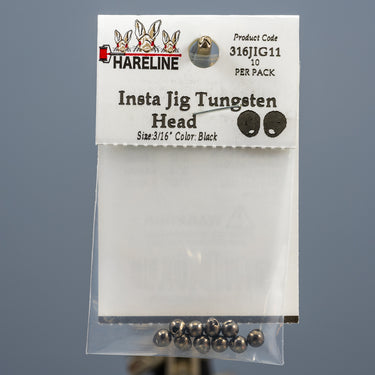 HARELINE
Product Code
316JIG11
10
PER PACK
Insta Jig Tungsten
Head
Size:3/16" Color: Black